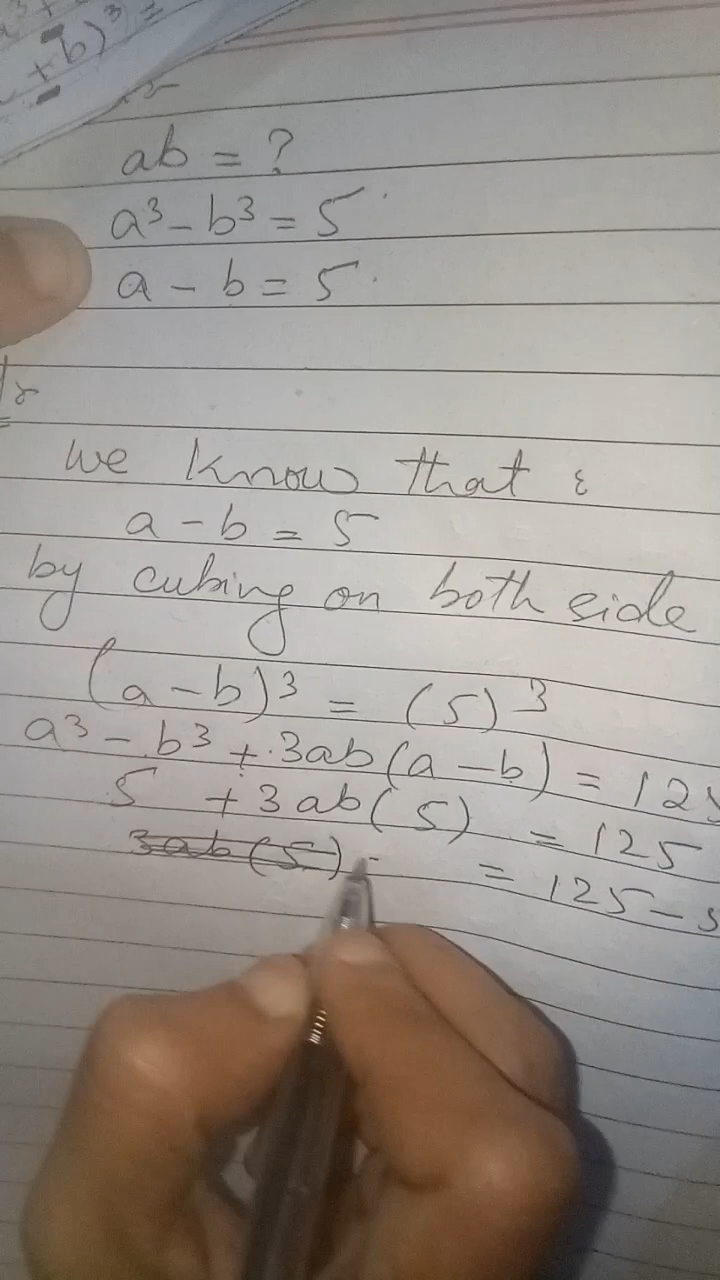 +b)³ =
ab = ?
a³ - b³ = 5
a - b = 5
we know that :
a - b = 5
by cubing on both side
(a - b)³ = (5)³
a³ - b³ + 3ab(a - b) = 125
5 + 3ab(5) = 125
3ab(5) = 125 - 5